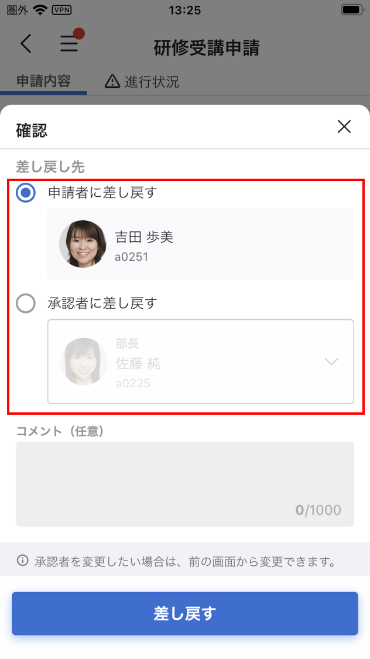 圏外 VPN 13:25
研修受講申請
申請内容 進行状況
確認
差し戻し先
申請者に差し戻す
吉田 歩美
a0251
承認者に差し戻す
部長
佐藤 純
a0225
コメント（任意）
0/1000
承認者を変更したい場合は、前の画面から変更できます。
差し戻す